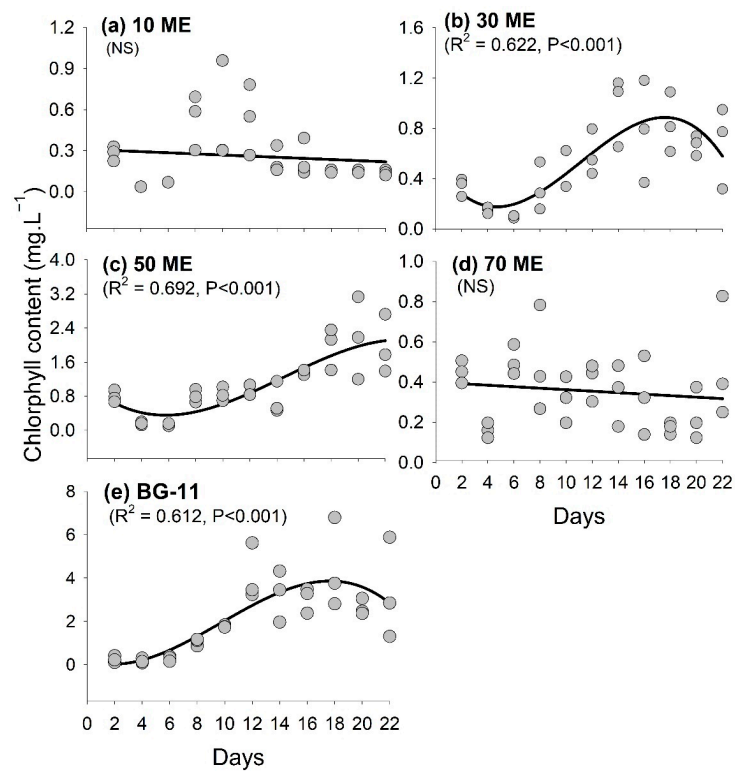 (a) 10 ME
(NS)
1.2
0.9
0.6
0.3
0.0
(b) 30 ME
(R² = 0.622, P<0.001)
1.6
1.2
0.8
0.4
0.0
Chlorophyll content (mg.L⁻¹)
(c) 50 ME
(R² = 0.692, P<0.001)
4.0
3.2
2.4
1.6
0.8
0.0
(d) 70 ME
(NS)
1.0
0.8
0.6
0.4
0.2
0.0
0 2 4 6 8 10 12 14 16 18 20 22
Days
(e) BG-11
(R² = 0.612, P<0.001)
8
6
4
2
0
0 2 4 6 8 10 12 14 16 18 20 22
Days